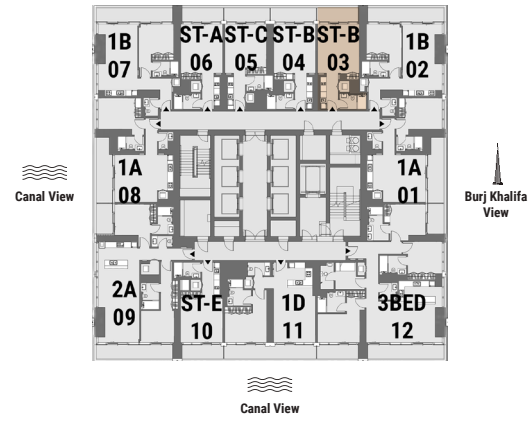 1B
07
ST-A
06
ST-C
05
ST-B
04
ST-B
03
1B
02
1A
08
1A
01
Canal View
Burj Khalifa
View
2A
09
ST-E
10
1D
11
3BED
12
Canal View